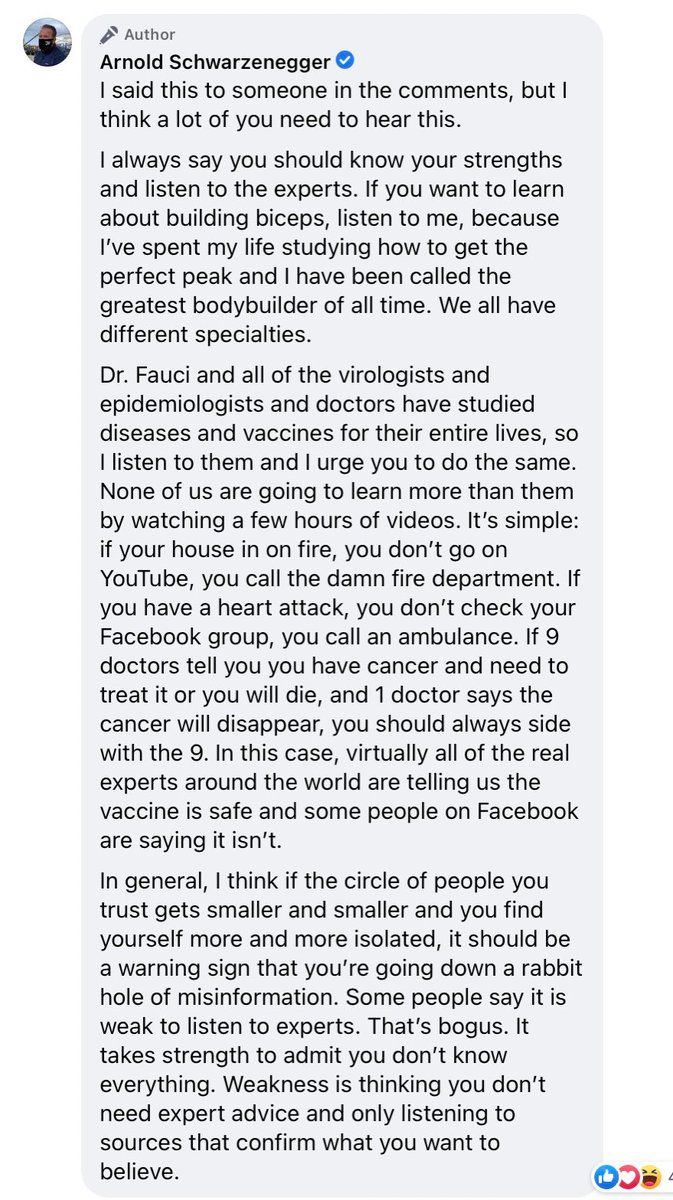 Author
Arnold Schwarzenegger
I said this to someone in the comments, but I
think a lot of you need to hear this.
I always say you should know your strengths
and listen to the experts. If you want to learn
about building biceps, listen to me, because
I've spent my life studying how to get the
perfect peak and I have been called the
greatest bodybuilder of all time. We all have
different specialties.
Dr. Fauci and all of the virologists and
epidemiologists and doctors have studied
diseases and vaccines for their entire lives, so
I listen to them and I urge you to do the same.
None of us are going to learn more than them
by watching a few hours of videos. It's simple:
if your house in on fire, you don't go on
YouTube, you call the damn fire department. If
you have a heart attack, you don't check your
Facebook group, you call an ambulance. If 9
doctors tell you you have cancer and need to
treat it or you will die, and 1 doctor says the
cancer will disappear, you should always side
with the 9. In this case, virtually all of the real
experts around the world are telling us the
vaccine is safe and some people on Facebook
are saying it isn't.
In general, I think if the circle of people you
trust gets smaller and smaller and you find
yourself more and more isolated, it should be
a warning sign that you're going down a rabbit
hole of misinformation. Some people say it is
weak to listen to experts. That's bogus. It
takes strength to admit you don't know
everything. Weakness is thinking you don't
need expert advice and only listening to
sources that confirm what you want to
believe.